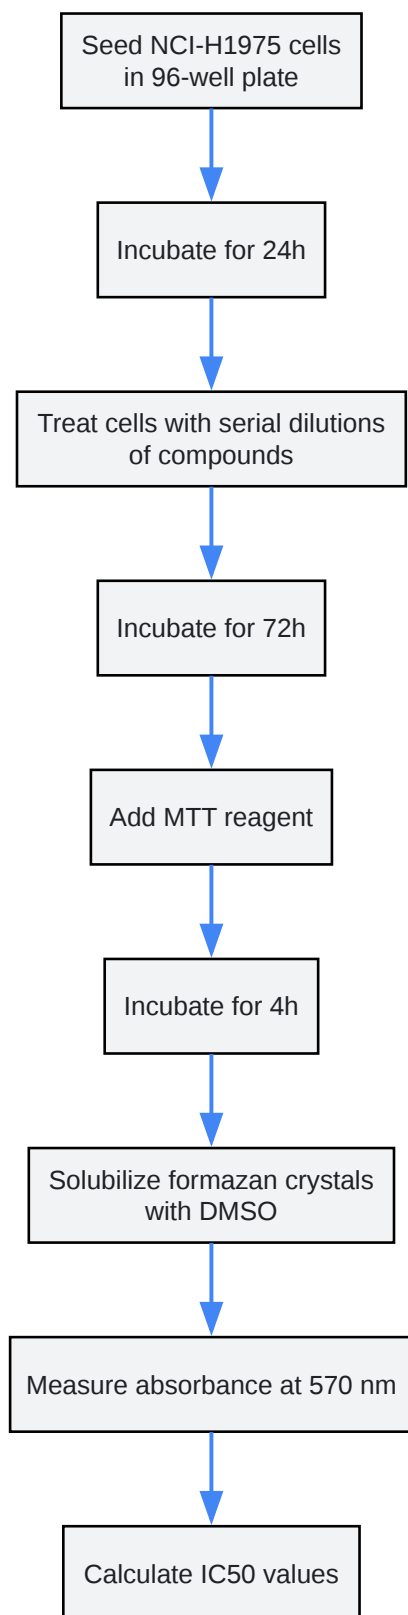 Seed NCI-H1975 cells
in 96-well plate
Incubate for 24h
Treat cells with serial dilutions
of compounds
Incubate for 72h
Add MTT reagent
Incubate for 4h
Solubilize formazan crystals
with DMSO
Measure absorbance at 570 nm
Calculate IC50 values